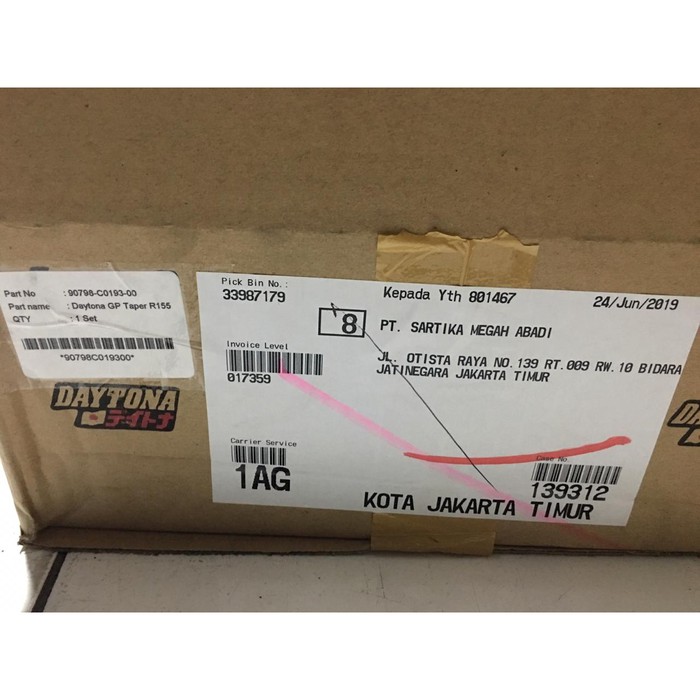 Part No : 90798-C0193-00
Part name : Daytona GP Taper R155
QTY : 1 Set
*90798C019300*
DAYTONA
デイトナ
Pick Bin No.:
33987179
Kepada Yth 801467
24/Jun/2019
8
PT. SARTIKA MEGAH ABADI
Invoice Level
017359
JL. OTISTA RAYA NO.139 RT.009 RW.10 BIDARA
JATINEGARA JAKARTA TIMUR
Carrier Service
1AG
Case No.
139312
KOTA JAKARTA TIMUR